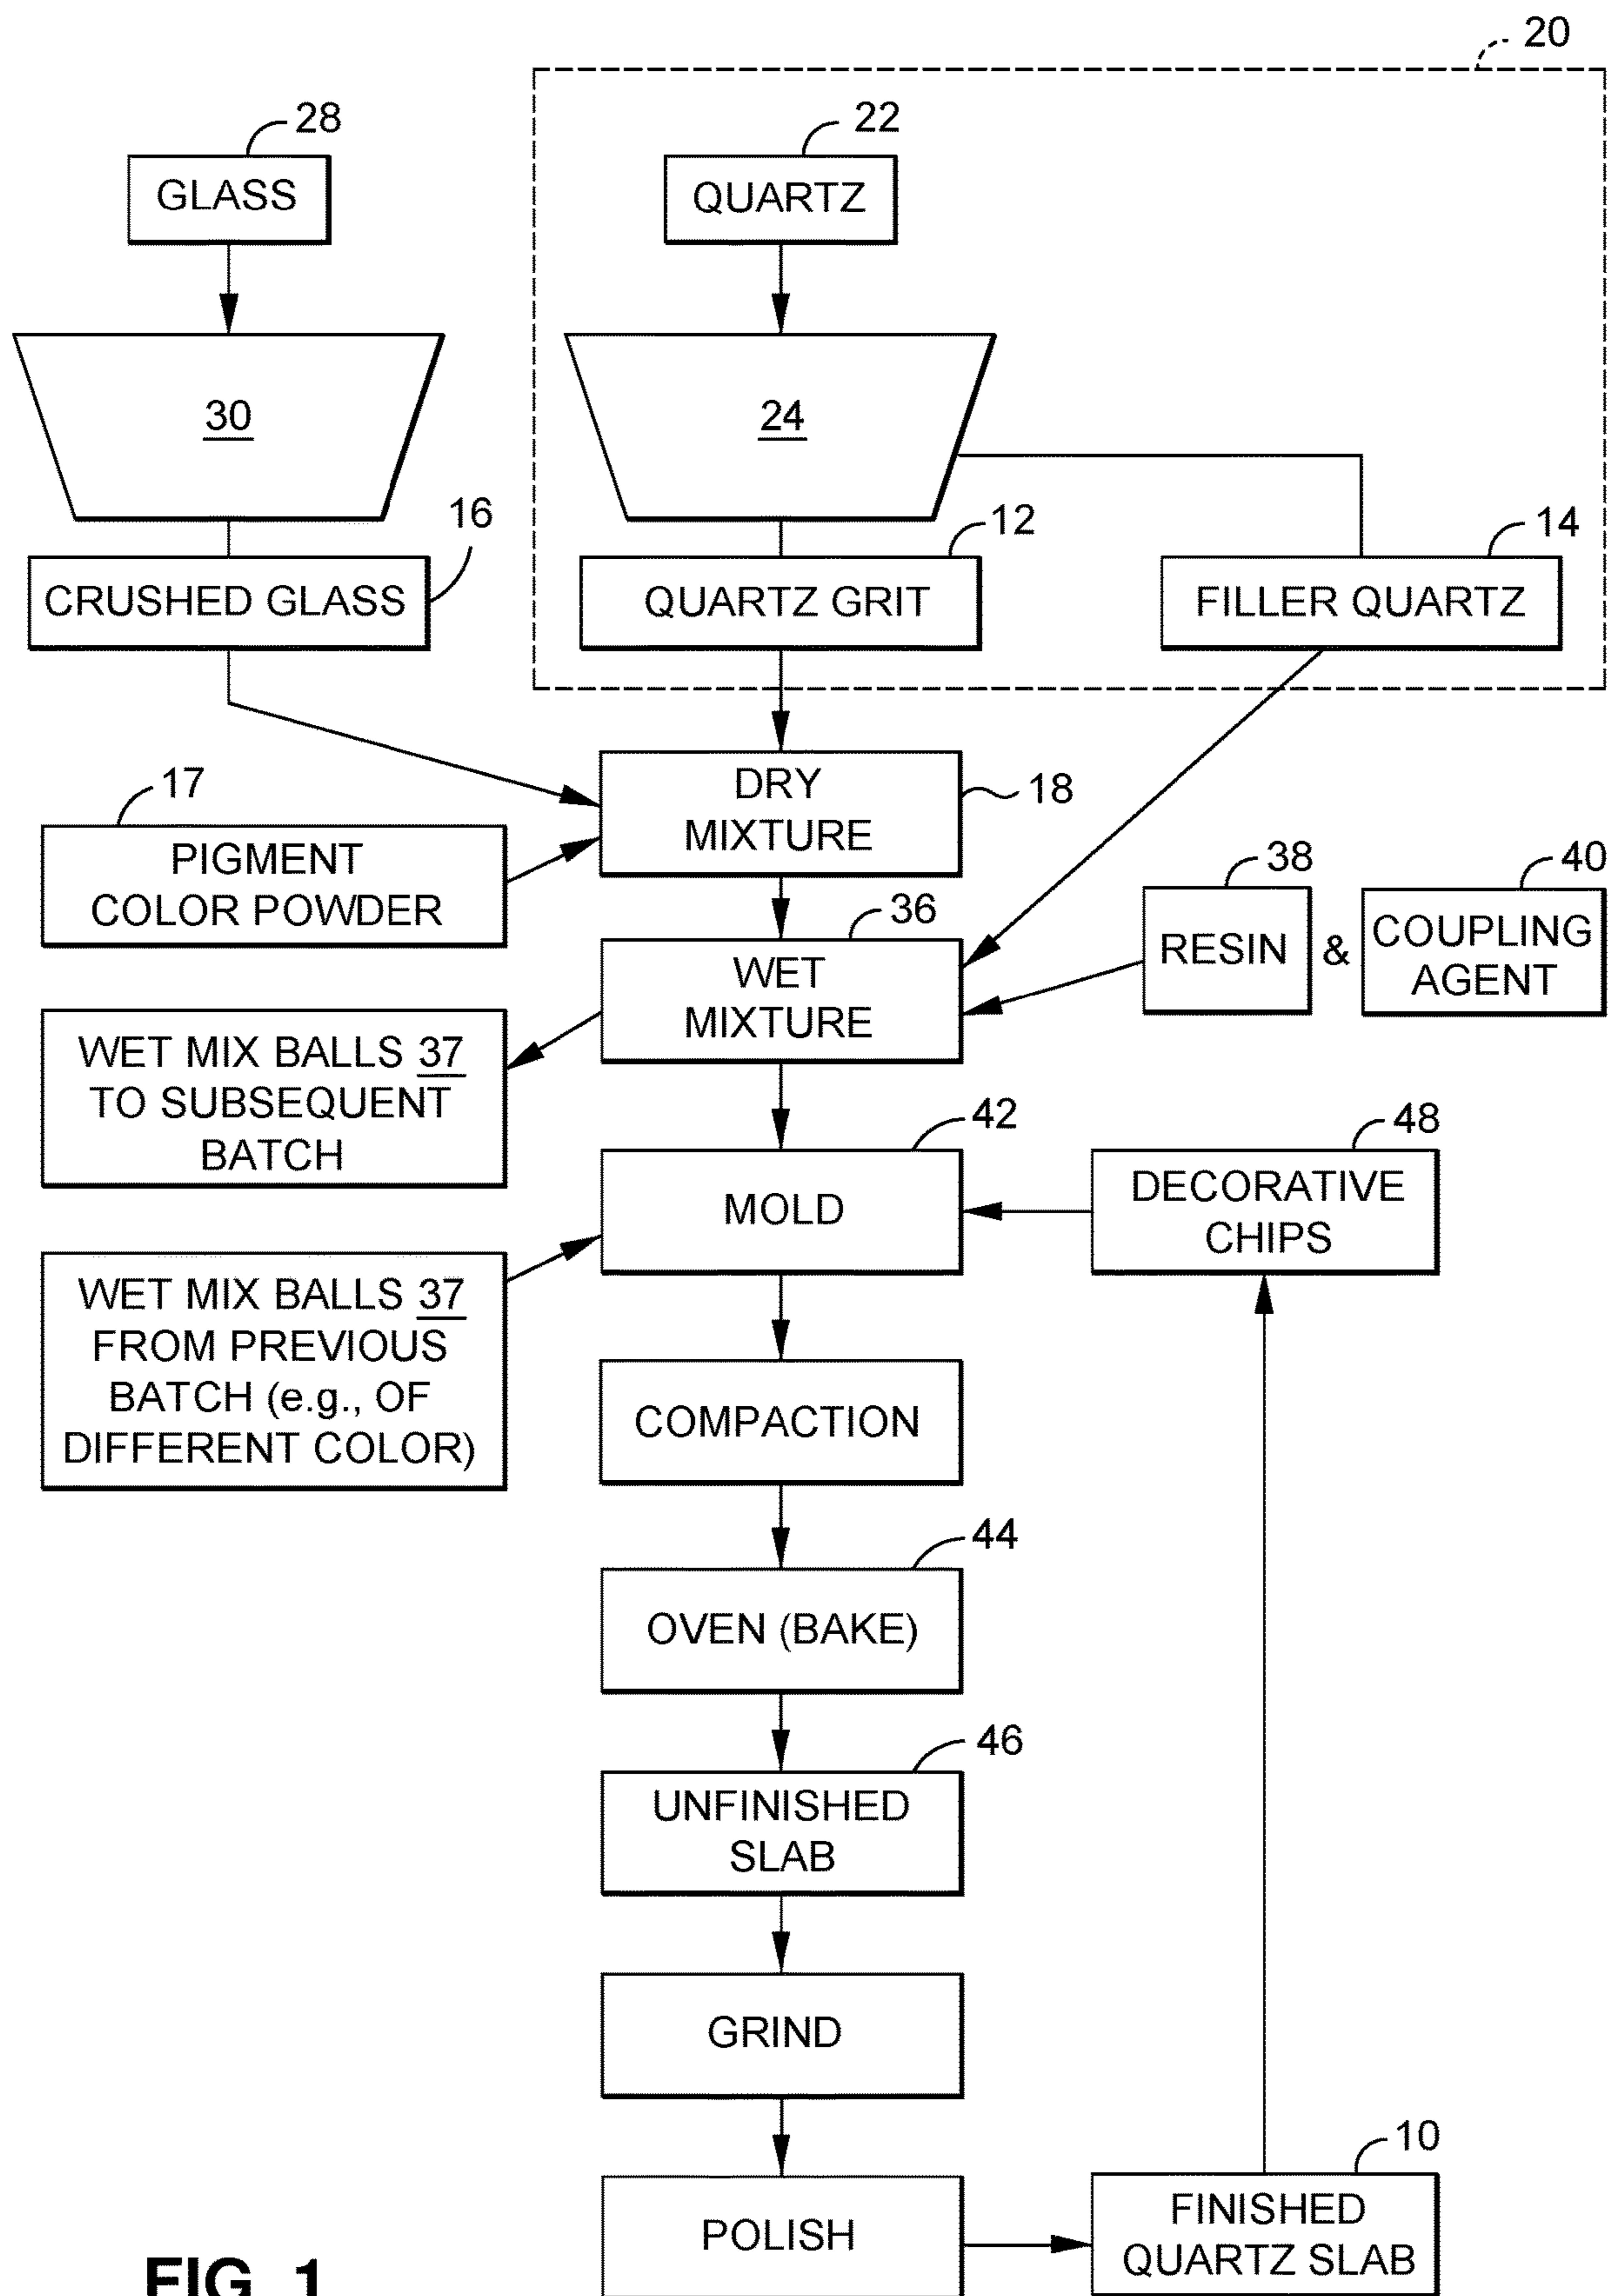 20
28
22
GLASS
QUARTZ
30
24
16
12
14
CRUSHED GLASS
QUARTZ GRIT
FILLER QUARTZ
17
DRY
MIXTURE
18
PIGMENT
COLOR POWDER
36
38
40
WET
MIXTURE
RESIN
&
COUPLING
AGENT
WET MIX BALLS 37
TO SUBSEQUENT
BATCH
42
48
MOLD
DECORATIVE
CHIPS
WET MIX BALLS 37
FROM PREVIOUS
BATCH (e.g., OF
DIFFERENT COLOR)
COMPACTION
44
OVEN (BAKE)
46
UNFINISHED
SLAB
GRIND
10
POLISH
FINISHED
QUARTZ SLAB
FIG. 1